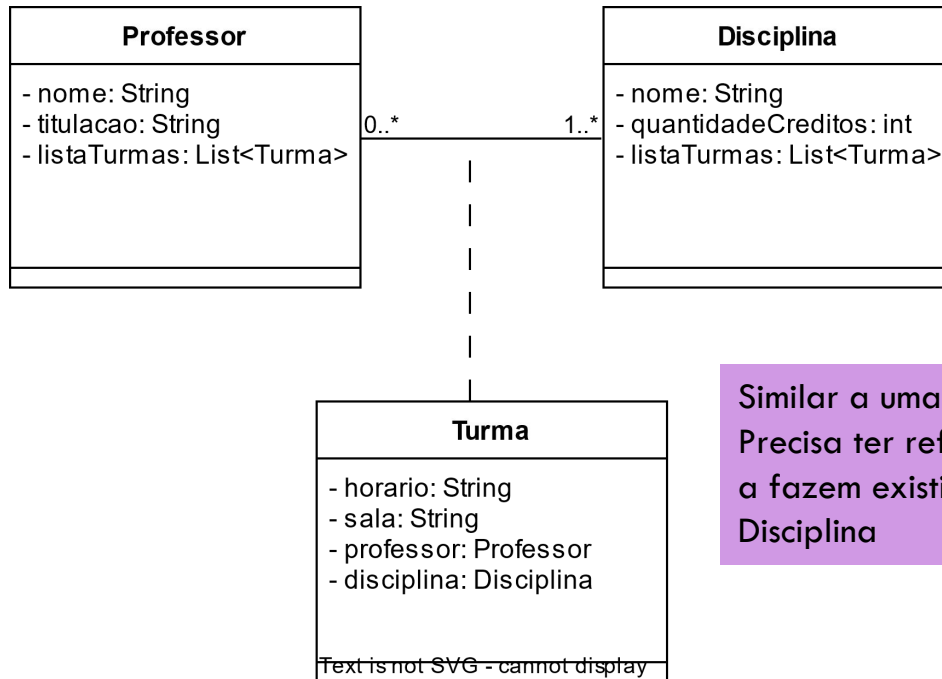 Professor
- nome: String
- titulacao: String
- listaTurmas: List<Turma>
0..*
1..*
Disciplina
- nome: String
- quantidadeCreditos: int
- listaTurmas: List<Turma>
Turma
- horario: String
- sala: String
- professor: Professor
- disciplina: Disciplina
Text is not SVG - cannot display
Similar a uma
Precisa ter
a fazem
Disciplina